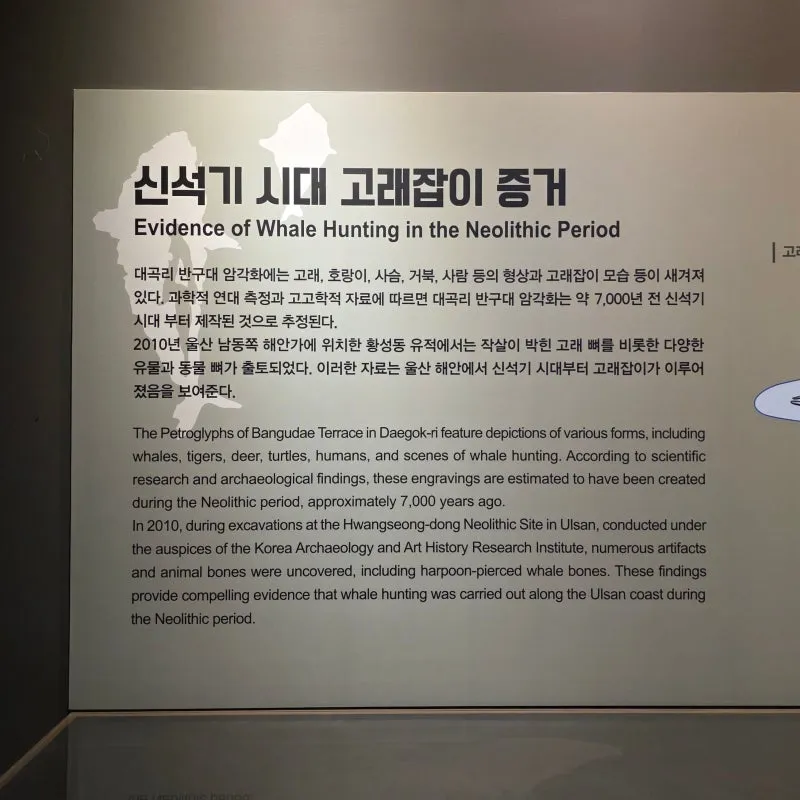 신석기 시대 고래잡이 증거
Evidence of Whale Hunting in the Neolithic Period
대곡리 반구대 암각화에는 고래, 호랑이, 사슴, 거북, 사람 등의 형상과 고래잡이 모습 등이 새겨져
있다. 과학적 연대 측정과 고고학적 자료에 따르면 대곡리 반구대 암각화는 약 7,000년 전 신석기
시대 부터 제작된 것으로 추정된다.
2010년 울산 남동쪽 해안가에 위치한 황성동 유적에서는 작살이 박힌 고래 뼈를 비롯한 다양한
유물과 동물 뼈가 출토되었다. 이러한 자료는 울산 해안에서 신석기 시대부터 고래잡이가 이루어
졌음을 보여준다.
The Petroglyphs of Bangudae Terrace in Daegok-ri feature depictions of various forms, including
whales, tigers, deer, turtles, humans, and scenes of whale hunting. According to scientific
research and archaeological findings, these engravings are estimated to have been created
during the Neolithic period, approximately 7,000 years ago.
In 2010, during excavations at the Hwangseong-dong Neolithic Site in Ulsan, conducted under
the auspices of the Korea Archaeology and Art History Research Institute, numerous artifacts
and animal bones were uncovered, including harpoon-pierced whale bones. These findings
provide compelling evidence that whale hunting was carried out along the Ulsan coast during
the Neolithic period.